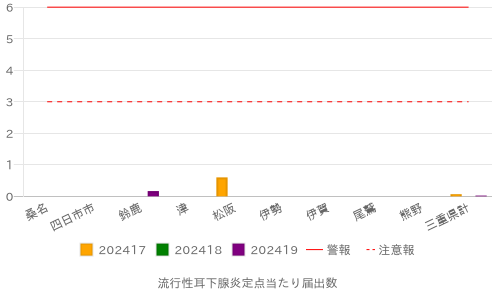 6
5
4
3
2
1
0
桑名 四日市市 鈴鹿 津 松阪 伊勢 伊賀 尾鷲 熊野 三重県計
202417 202418 202419 警報 注意報
流行性耳下腺炎定点当たり届出数